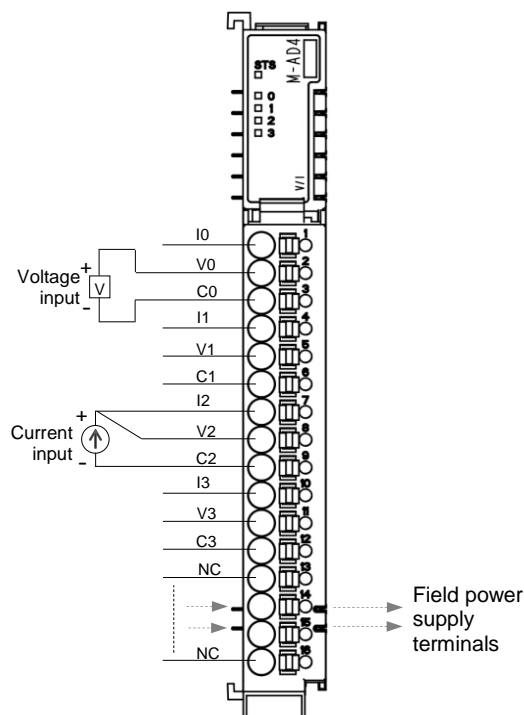 M-AD4
STS
0
1
2
3
V/I
I0
1
V0
2
Voltage
input
+
V
-
C0
3
I1
4
V1
5
C1
6
I2
7
Current
input
+
-
V2
8
C2
9
I3
10
V3
11
C3
12
NC
13
14
15
Field power
supply
terminals
NC
16